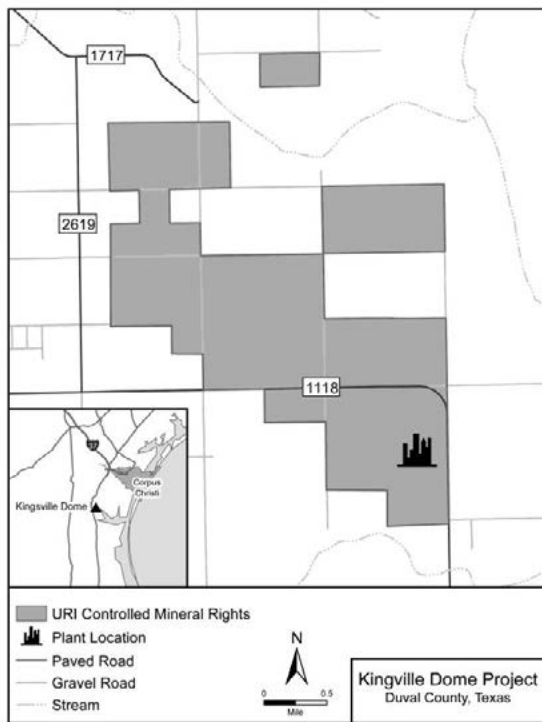 1717
2619
1118
37
Corpus
Christi
Kingsville Dome
URI Controlled Mineral Rights
Plant Location
Paved Road
Gravel Road
Stream
N
0 0.5
Mile
Kingville Dome Project
Duval County, Texas